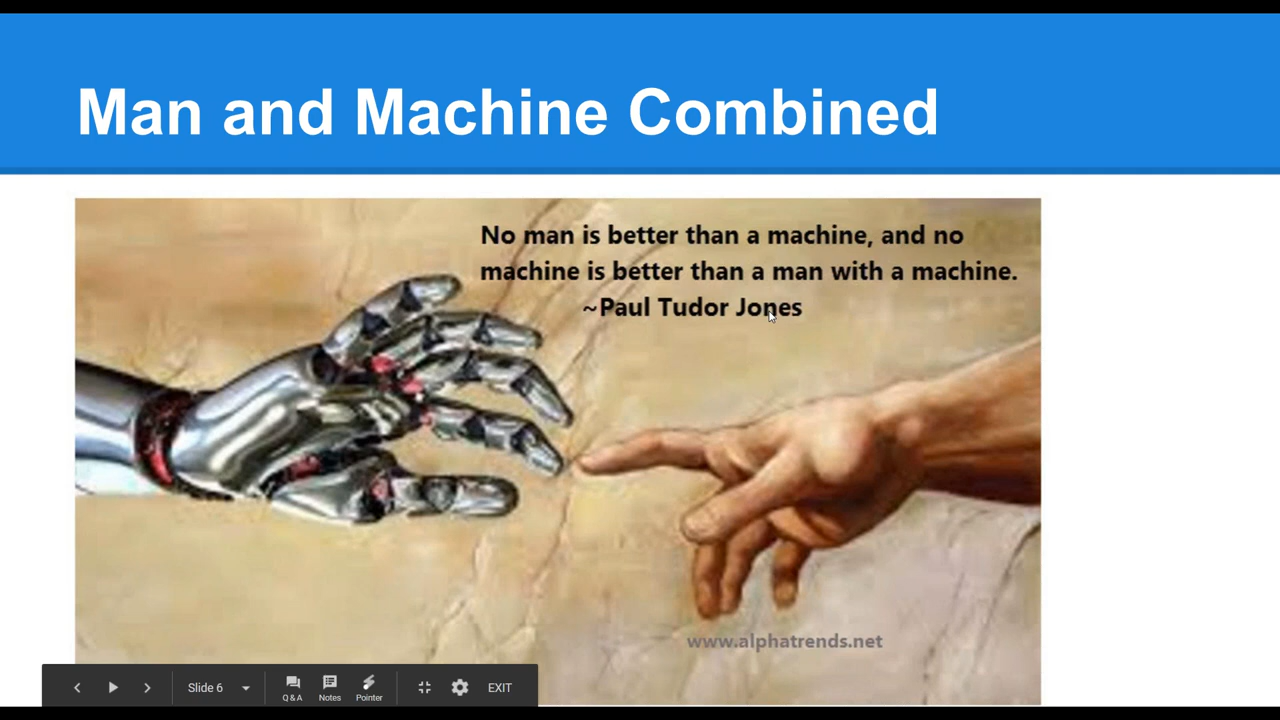 Man and Machine Combined
No man is better than a machine, and no
machine is better than a man with a machine.
~Paul Tudor Jones
www.alphatrends.net
Slide 6
Q & A
Notes
Pointer
EXIT